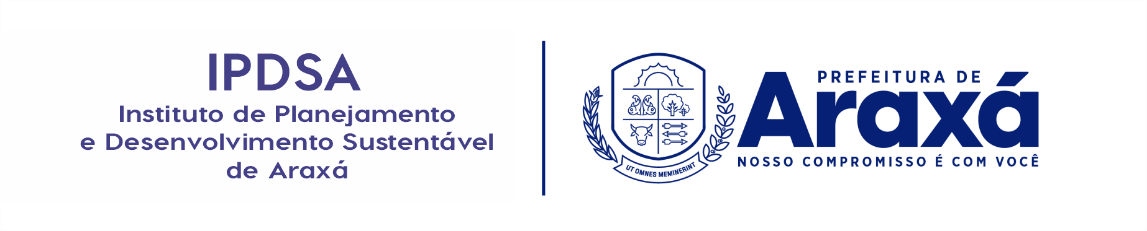 IPDSA
Instituto de Planejamento
e Desenvolvimento Sustentável
de Araxá
UT OMNES MEMINERINT
PREFEITURA DE
Araxá
NOSSO COMPROMISSO É COM VOCÊ